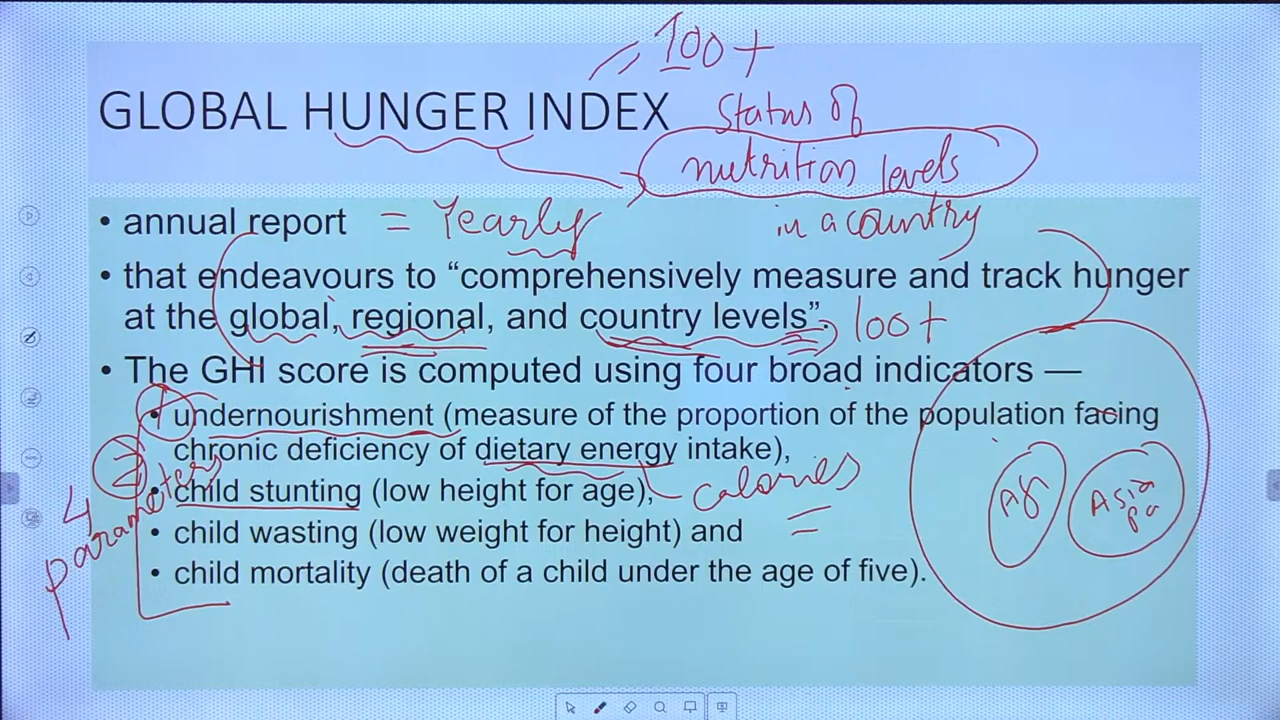 100+
GLOBAL HUNGER INDEX
Status of
nutrition levels
in a country
• annual report = Yearly
• that endeavours to “comprehensively measure and track hunger
at the global, regional, and country levels”.
100+
• The GHI score is computed using four broad indicators —
1
• undernourishment (measure of the proportion of the population facing
chronic deficiency of dietary energy intake),
2
• child stunting (low height for age),
calories
• child wasting (low weight for height) and
• child mortality (death of a child under the age of five).
4
parameters
Asia
pa